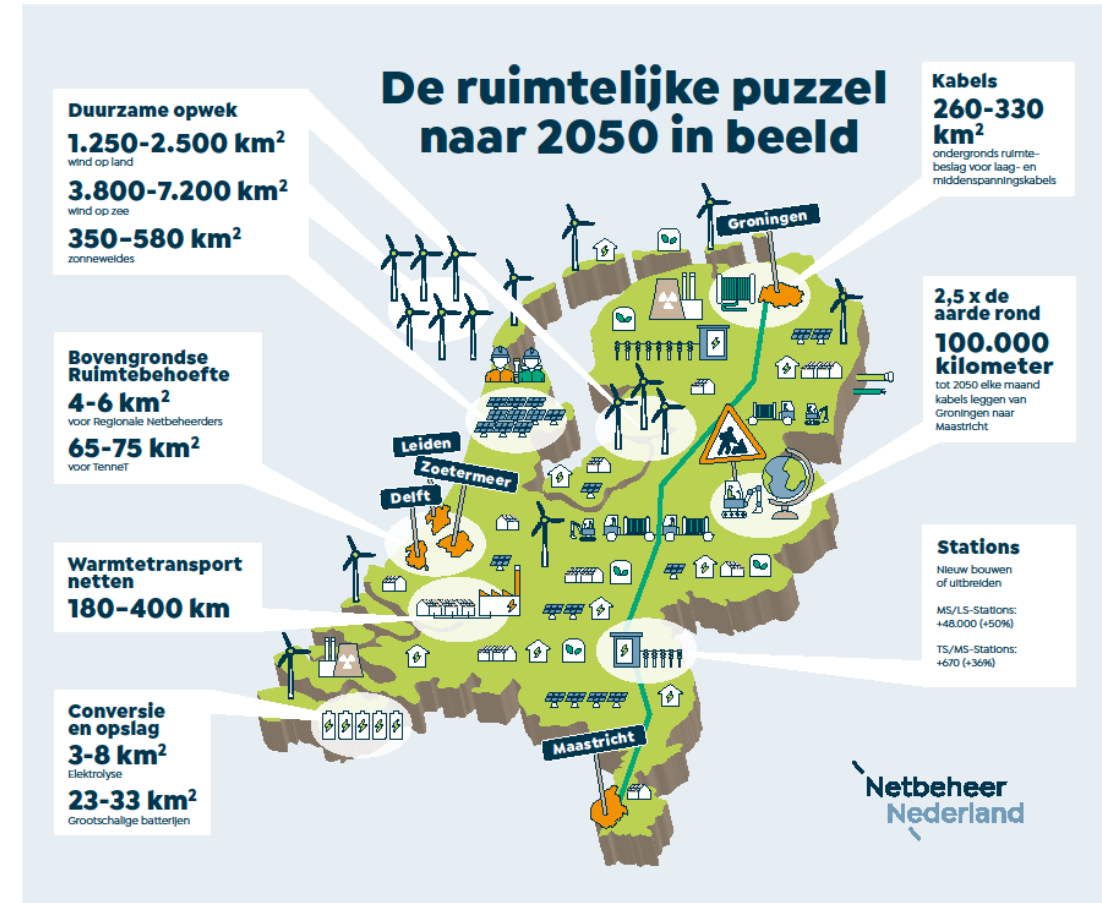 De ruimtelijke puzzel
naar 2050 in beeld
Duurzame opwek
1.250-2.500 km²
wind op land
3.800-7.200 km²
wind op zee
350-580 km²
zonneweides
Bovengrondse
Ruimtebehoefte
4-6 km²
voor Regionale Netbeheerders
65-75 km²
voor TenneT
Warmtetransport
netten
180-400 km
Conversie
en opslag
3-8 km²
Elektrolyse
23-33 km²
Grootschalige batterijen
Groningen
Leiden
Zoetermeer
Delft
Maastricht
Kabels
260-330
km²
ondergronds ruimte-
beslag voor laag- en
middenspanningskabels
2,5 x de
aarde rond
100.000
kilometer
tot 2050 elke maand
kabels leggen van
Groningen naar
Maastricht
Stations
Nieuw bouwen
of uitbreiden
MS/LS-Stations:
+48.000 (+50%)
TS/MS-Stations:
+670 (+36%)
Netbeheer
Nederland